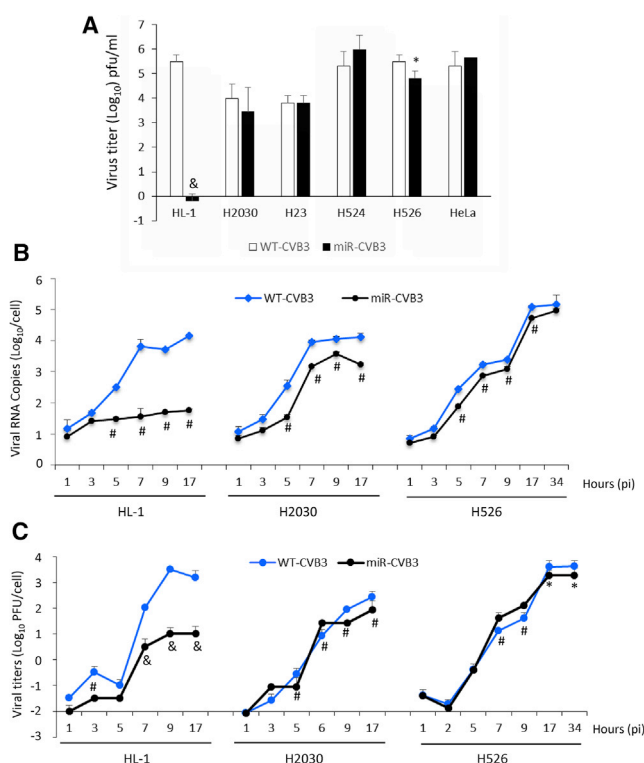 A
Virus titer (Log10) pfu/ml
7
6
5
4
3
2
1
0
-1
&
*
HL-1 H2030 H23 H524 H526 HeLa
WT-CVB3 miR-CVB3
B
Viral RNA Copies (Log10/cell)
6
5
4
3
2
1
0
WT-CVB3 miR-CVB3
# # # #
# # # #
# # # #
1 3 5 7 9 17 1 3 5 7 9 17 1 3 5 7 9 17 34 Hours (pi)
HL-1 H2030 H526
C
Viral titers (Log10 PFU/cell)
4
3
2
1
0
-1
-2
-3
WT-CVB3 miR-CVB3
# & & &
# # # #
# # * *
1 3 5 7 9 17 1 3 5 6 9 17 1 2 5 7 9 17 34 Hours (pi)
HL-1 H2030 H526